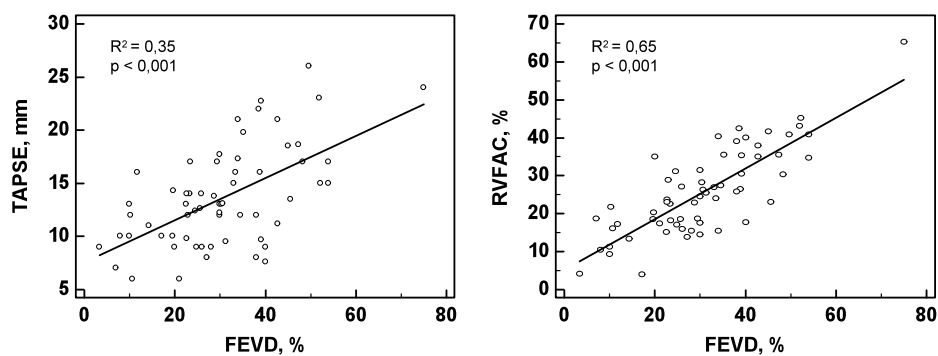 30
25
20
15
10
5
TAPSE, mm
R² = 0,35
p < 0,001
0 20 40 60 80
FEVD, %
70
60
50
40
30
20
10
0
RVFAC, %
R² = 0,65
p < 0,001
0 20 40 60 80
FEVD, %